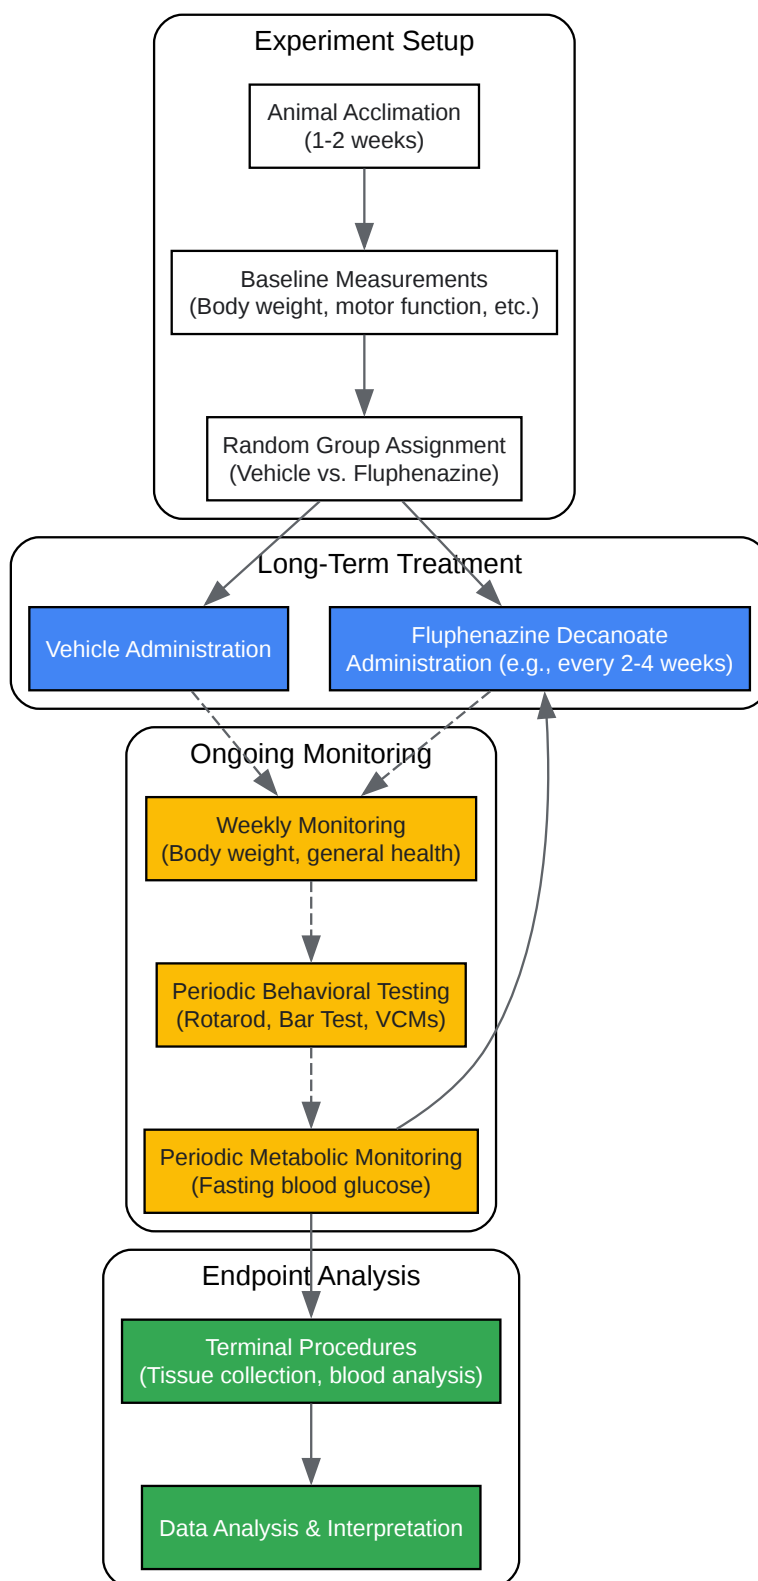 Experiment Setup
Animal Acclimation
(1-2 weeks)
Baseline Measurements
(Body weight, motor function, etc.)
Random Group Assignment
(Vehicle vs. Fluphenazine)
Long-Term Treatment
Vehicle Administration
Fluphenazine Decanoate
Administration (e.g., every 2-4 weeks)
Ongoing Monitoring
Weekly Monitoring
(Body weight, general health)
Periodic Behavioral Testing
(Rotarod, Bar Test, VCMs)
Periodic Metabolic Monitoring
(Fasting blood glucose)
Endpoint Analysis
Terminal Procedures
(Tissue collection, blood analysis)
Data Analysis & Interpretation